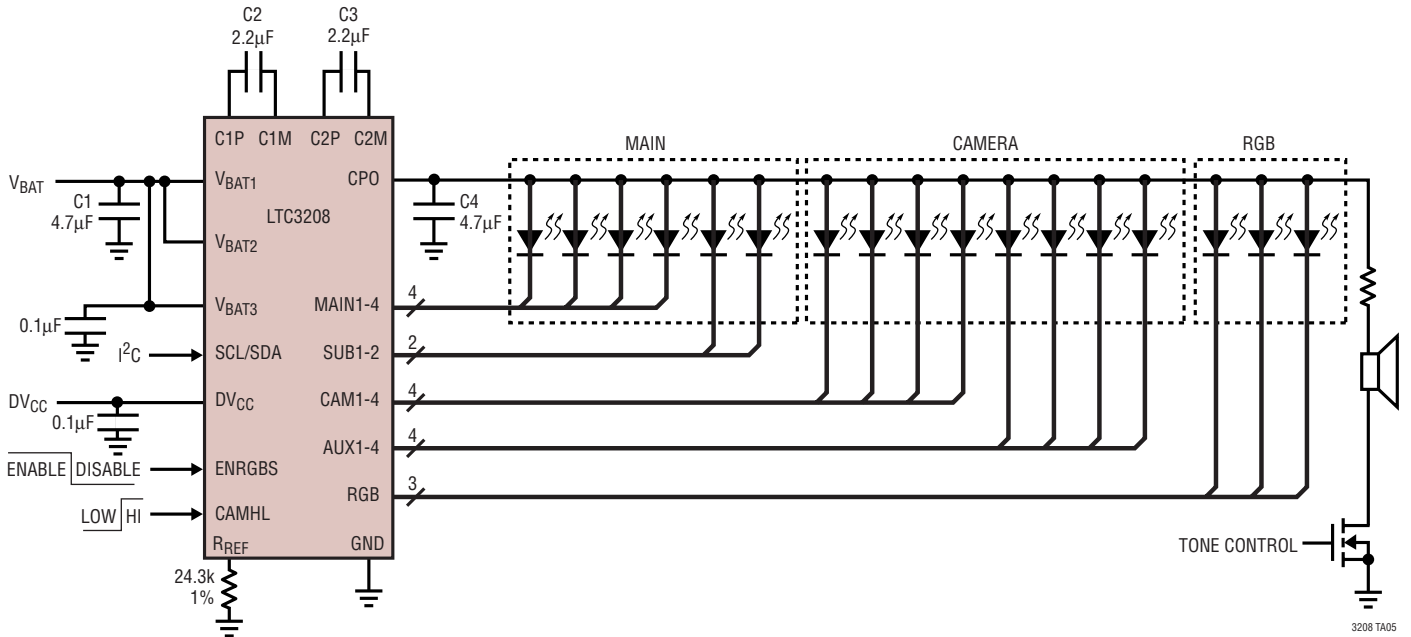 C2
2.2µF
C3
2.2µF
C1P C1M C2P C2M
MAIN
CAMERA
RGB
VBAT
VBAT1
CPO
C1
4.7µF
LTC3208
C4
4.7µF
VBAT2
VBAT3
MAIN1-4
4
0.1µF
I²C
SCL/SDA
SUB1-2
2
DVCC
DVCC
CAM1-4
4
0.1µF
AUX1-4
4
ENABLE DISABLE
ENRGBS
RGB
3
LOW HI
CAMHL
RREF
GND
TONE CONTROL
24.3k
1%
3208 TA05